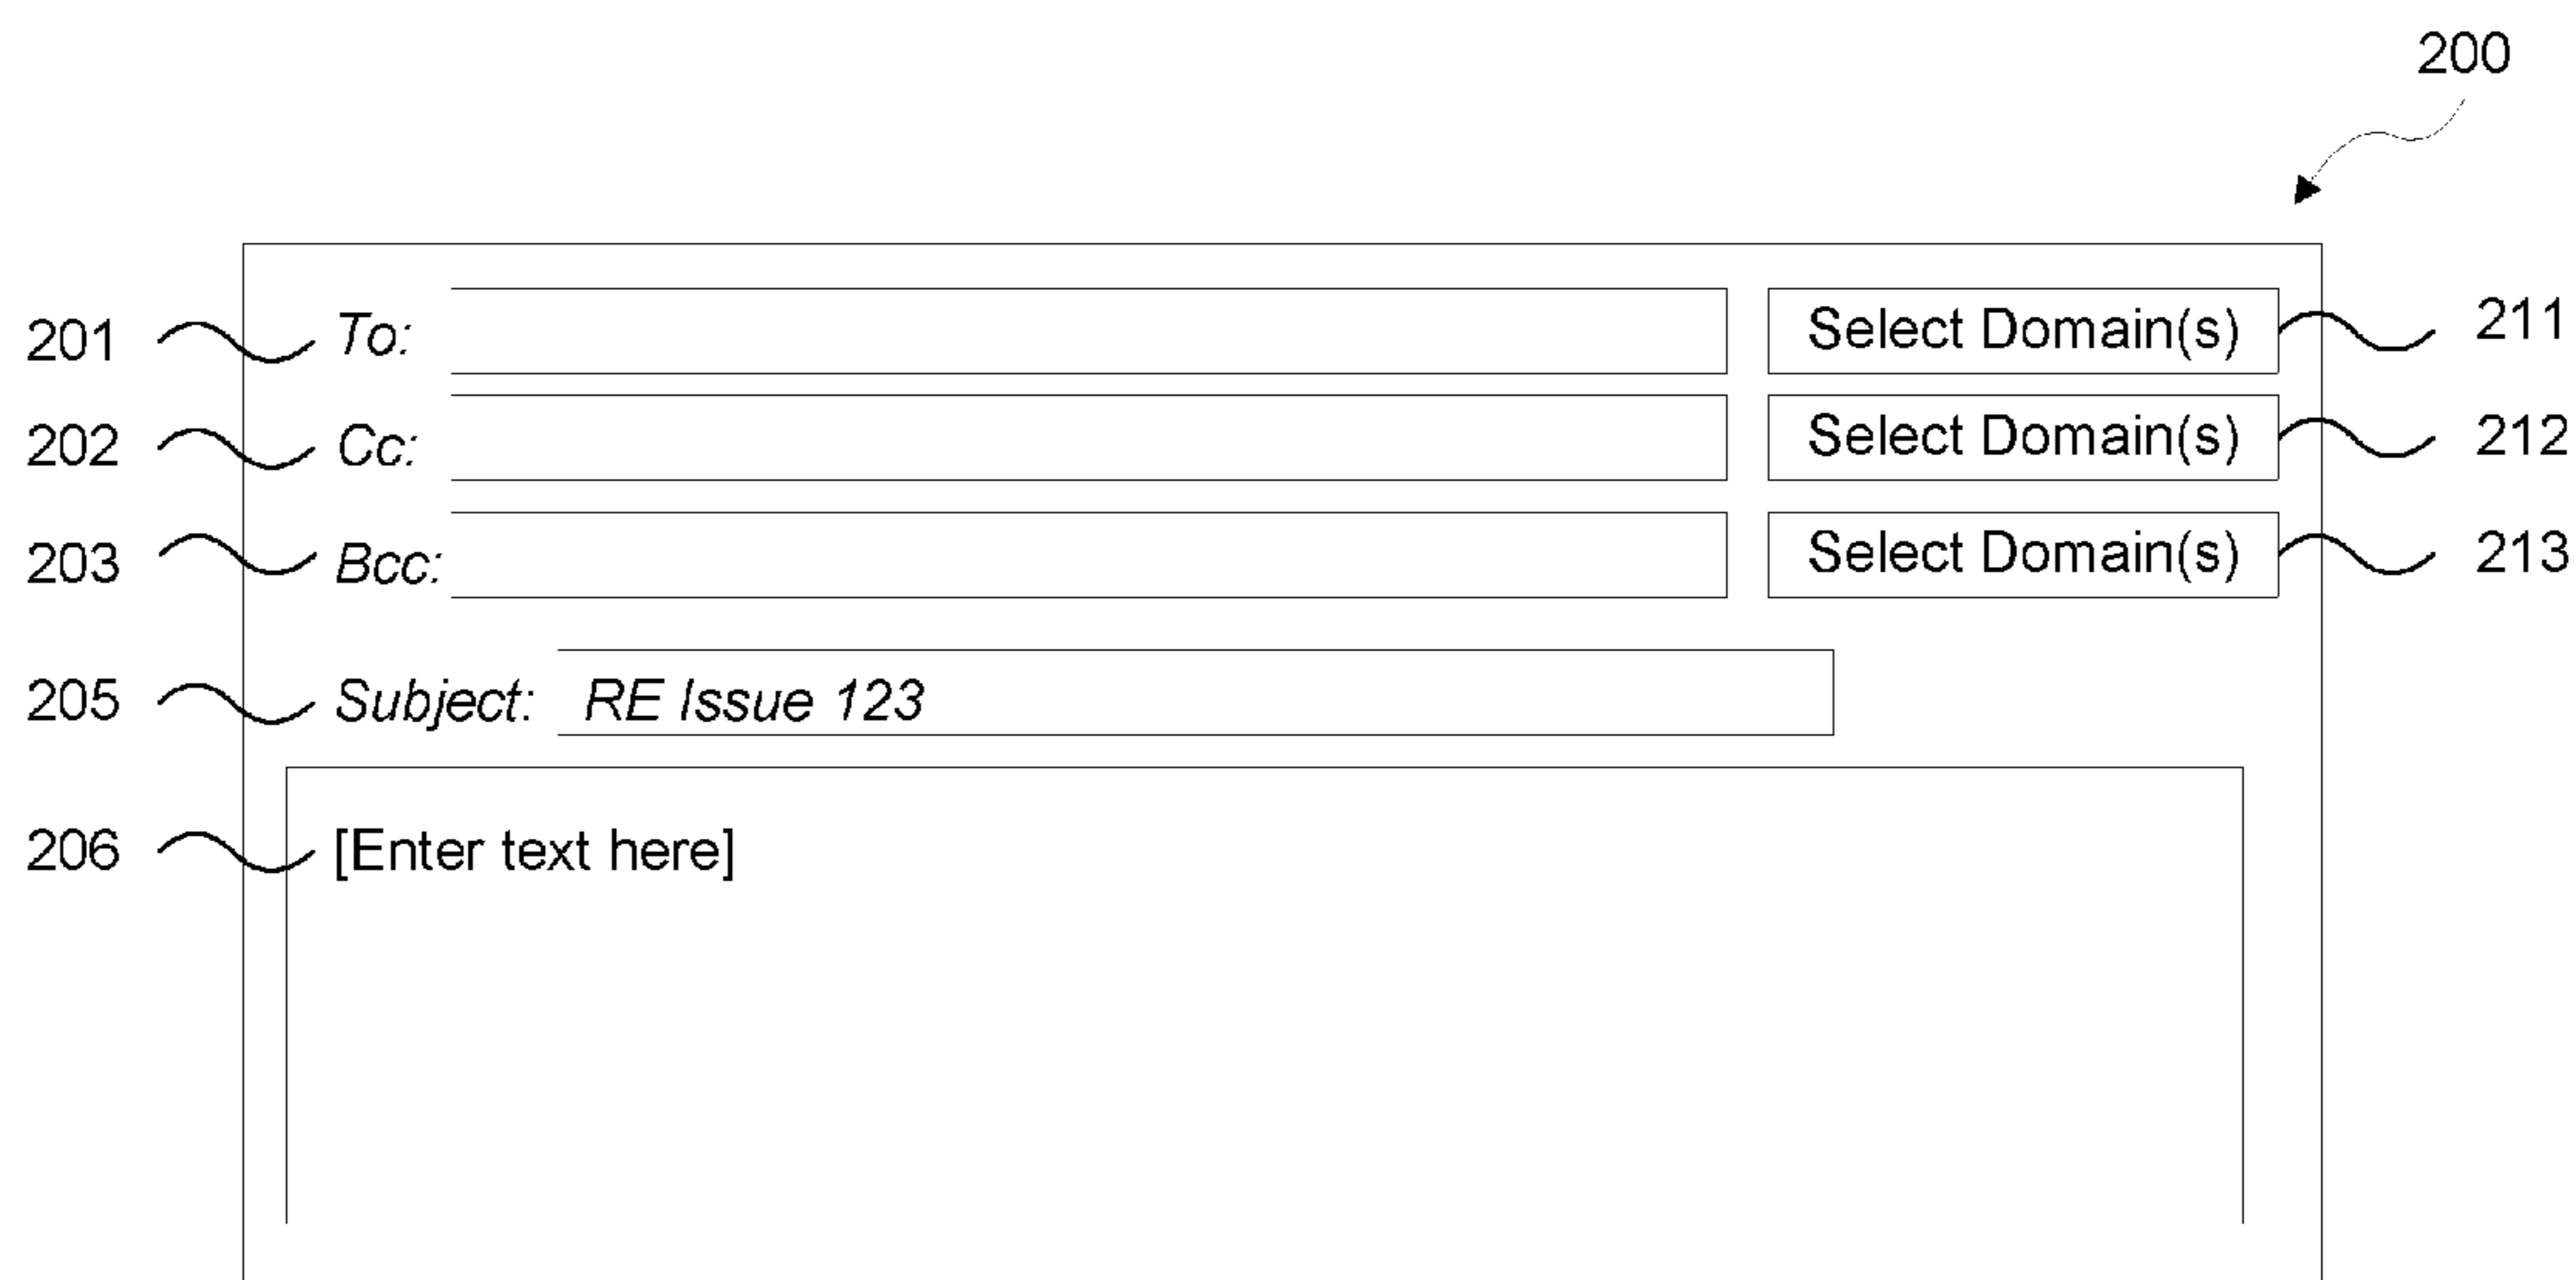 200
201 To: Select Domain(s) 211
202 Cc: Select Domain(s) 212
203 Bcc: Select Domain(s) 213
205 Subject: RE Issue 123
206 [Enter text here]